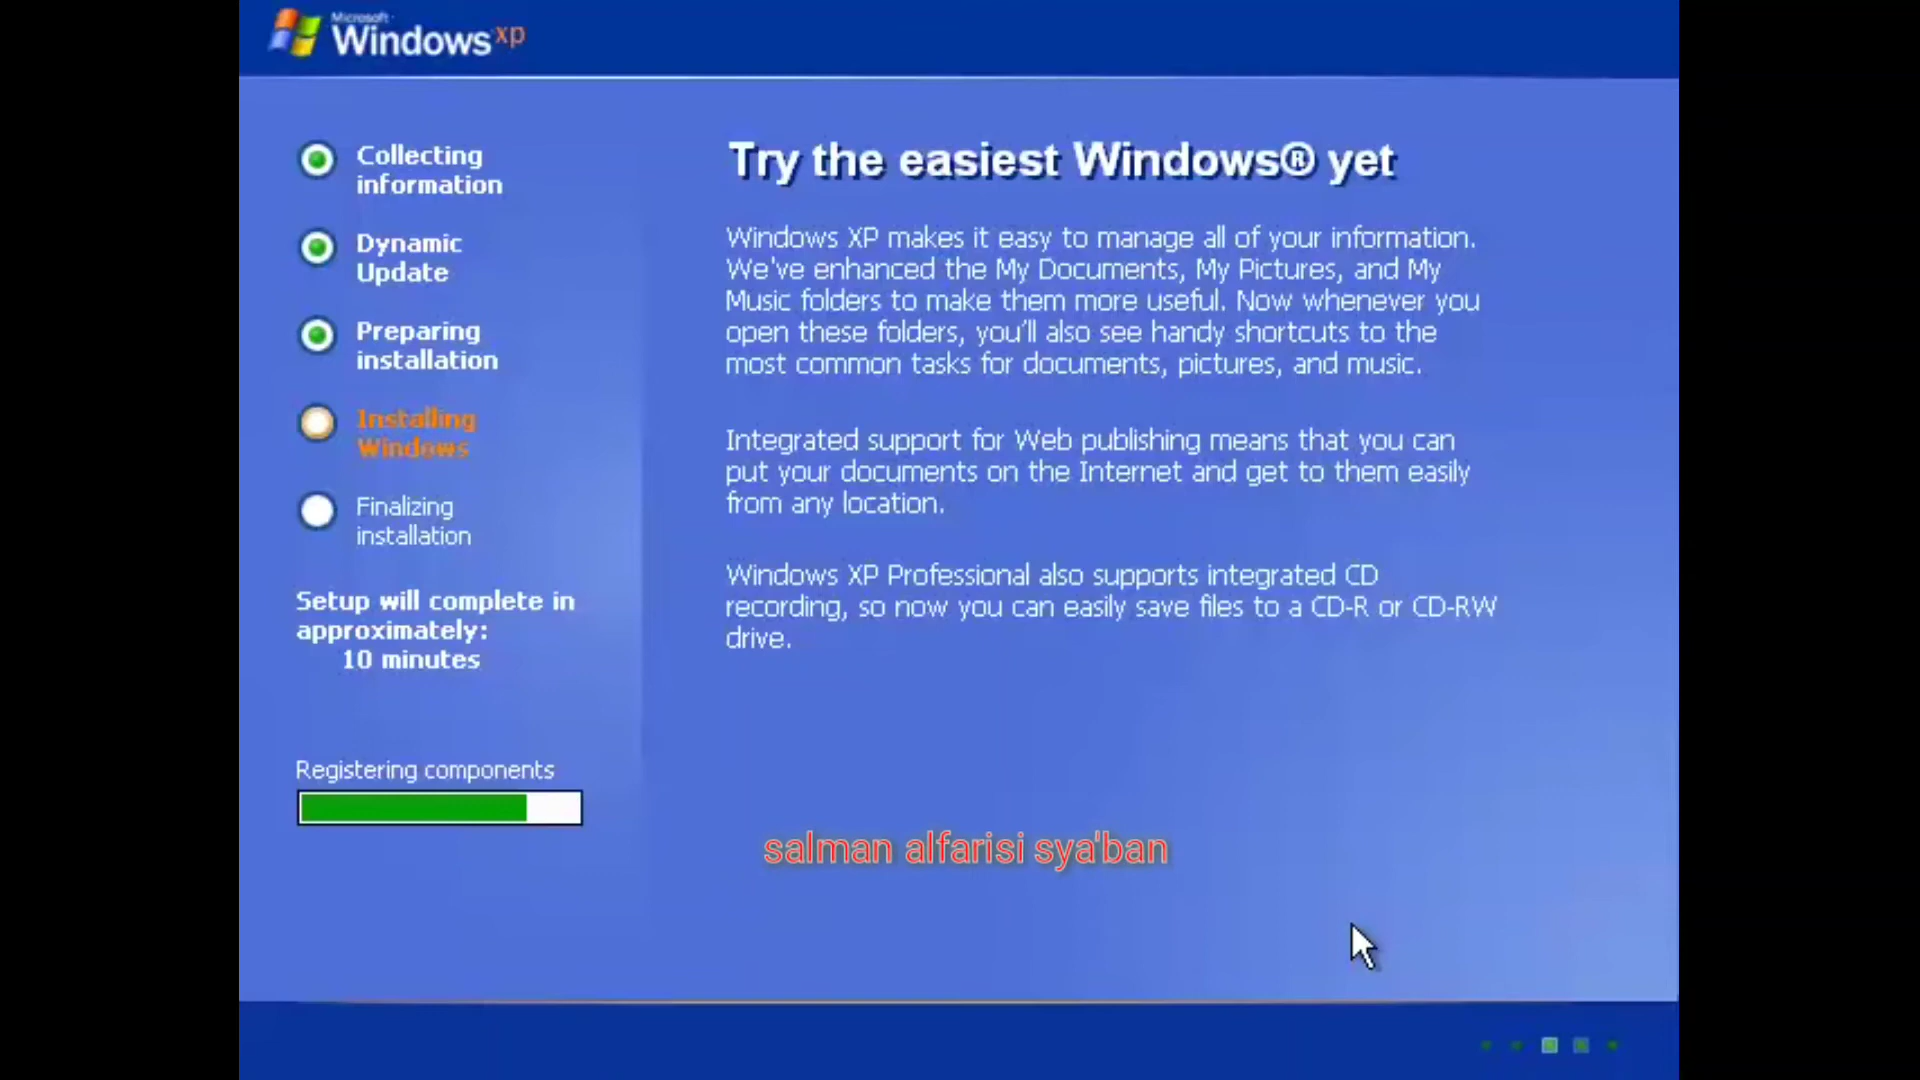 Microsoft
Windows xp
Collecting
information
Dynamic
Update
Preparing
installation
Installing
Windows
Finalizing
installation
Setup will complete in
approximately:
10 minutes
Registering components
Try the easiest Windows® yet
Windows XP makes it easy to manage all of your information.
We've enhanced the My Documents, My Pictures, and My
Music folders to make them more useful. Now whenever you
open these folders, you'll also see handy shortcuts to the
most common tasks for documents, pictures, and music.
Integrated support for Web publishing means that you can
put your documents on the Internet and get to them easily
from any location.
Windows XP Professional also supports integrated CD
recording, so now you can easily save files to a CD-R or CD-RW
drive.
salman alfarisi sya'ban